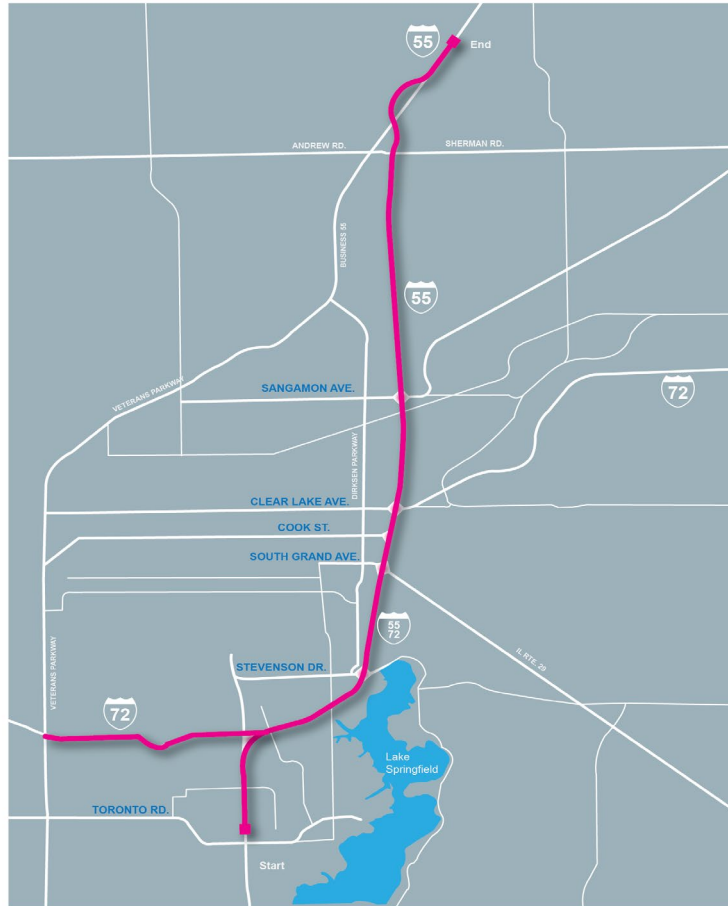 55
End
ANDREW RD.
SHERMAN RD.
BUSINESS 55
55
VETERANS PARKWAY
SANGAMON AVE.
72
DIRKSEN PARKWAY
CLEAR LAKE AVE.
COOK ST.
SOUTH GRAND AVE.
55
72
IL RTE. 29
VETERANS PARKWAY
STEVENSON DR.
72
Lake
Springfield
TORONTO RD.
Start